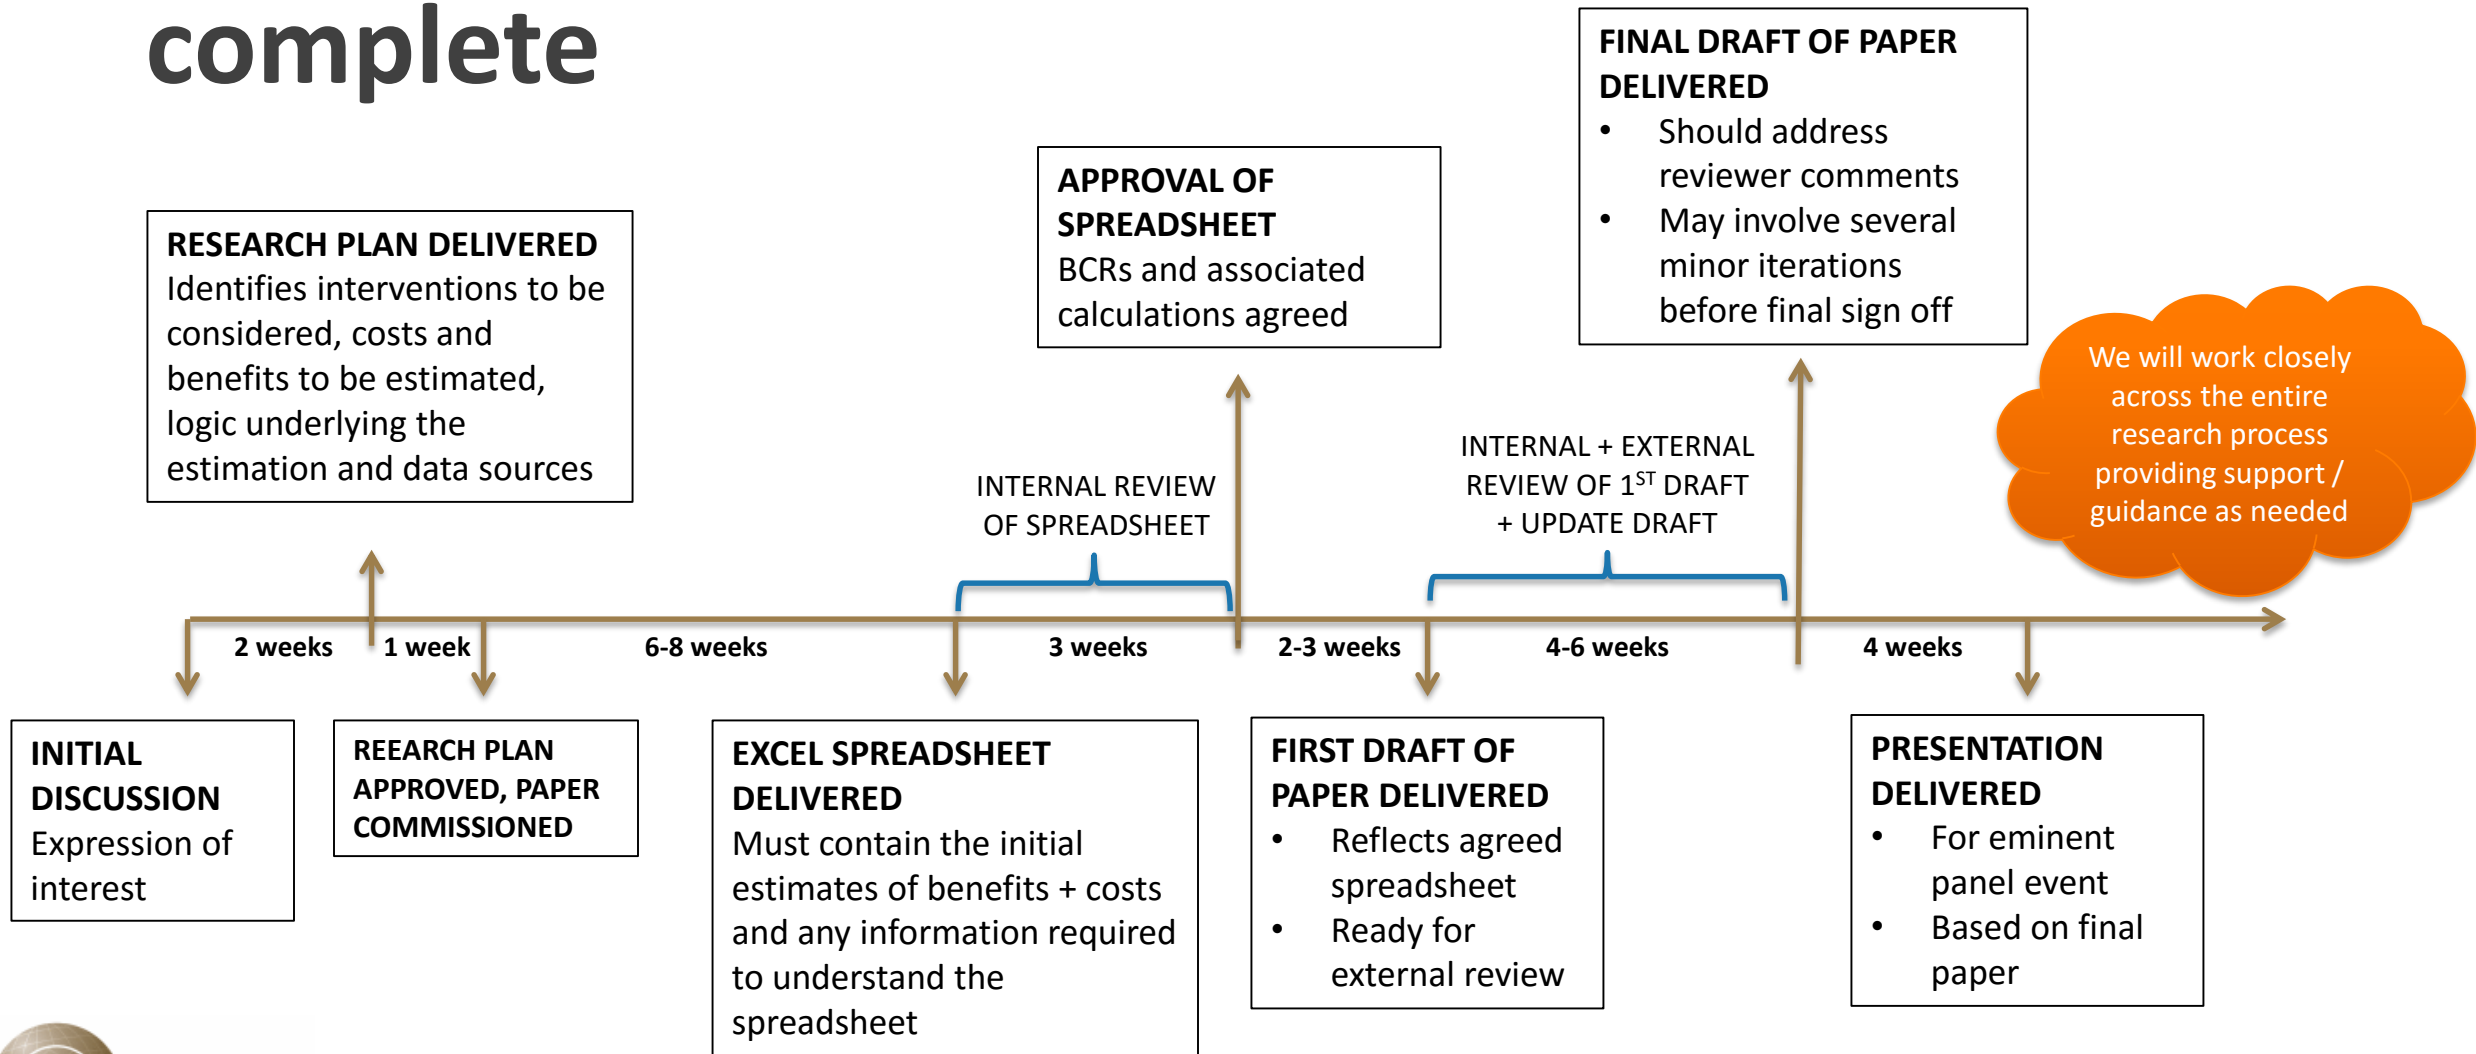 complete
RESEARCH PLAN DELIVERED
Identifies interventions to be
considered, costs and
benefits to be estimated,
logic underlying the
estimation and data sources
APPROVAL OF
SPREADSHEET
BCRs and associated
calculations agreed
FINAL DRAFT OF PAPER
DELIVERED
• Should address
reviewer comments
• May involve several
minor iterations
before final sign off
We will work closely
across the entire
research process
providing support /
guidance as needed
INTERNAL REVIEW
OF SPREADSHEET
INTERNAL + EXTERNAL
REVIEW OF 1ST DRAFT
+ UPDATE DRAFT
2 weeks
1 week
6-8 weeks
3 weeks
2-3 weeks
4-6 weeks
4 weeks
INITIAL
DISCUSSION
Expression of
interest
REEARCH PLAN
APPROVED, PAPER
COMMISSIONED
EXCEL SPREADSHEET
DELIVERED
Must contain the initial
estimates of benefits + costs
and any information required
to understand the
spreadsheet
FIRST DRAFT OF
PAPER DELIVERED
• Reflects agreed
spreadsheet
• Ready for
external review
PRESENTATION
DELIVERED
• For eminent
panel event
• Based on final
paper